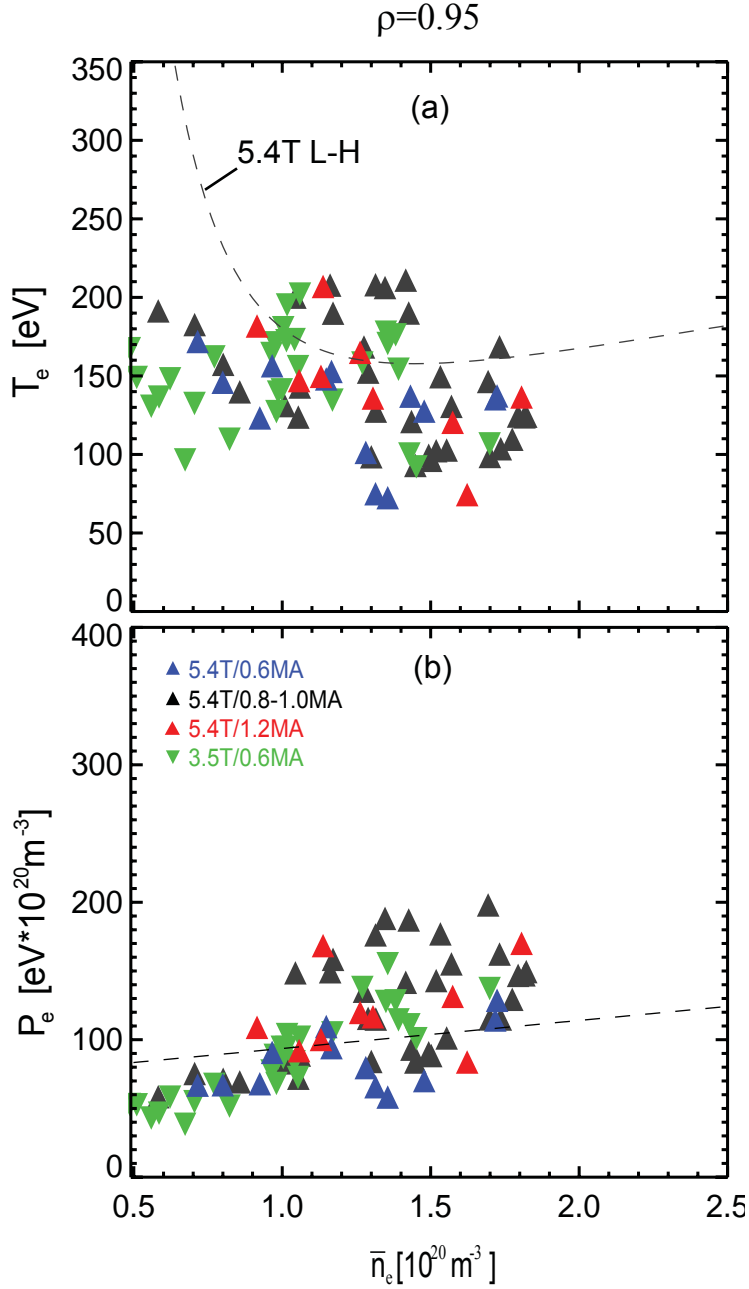 ρ=0.95
(a)
5.4T L-H
T_e [eV]
350
300
250
200
150
100
50
0
(b)
5.4T/0.6MA
5.4T/0.8-1.0MA
5.4T/1.2MA
3.5T/0.6MA
P_e [eV*10^20m^-3]
400
300
200
100
0
0.5 1.0 1.5 2.0 2.5
n̅_e[10^20 m^-3]